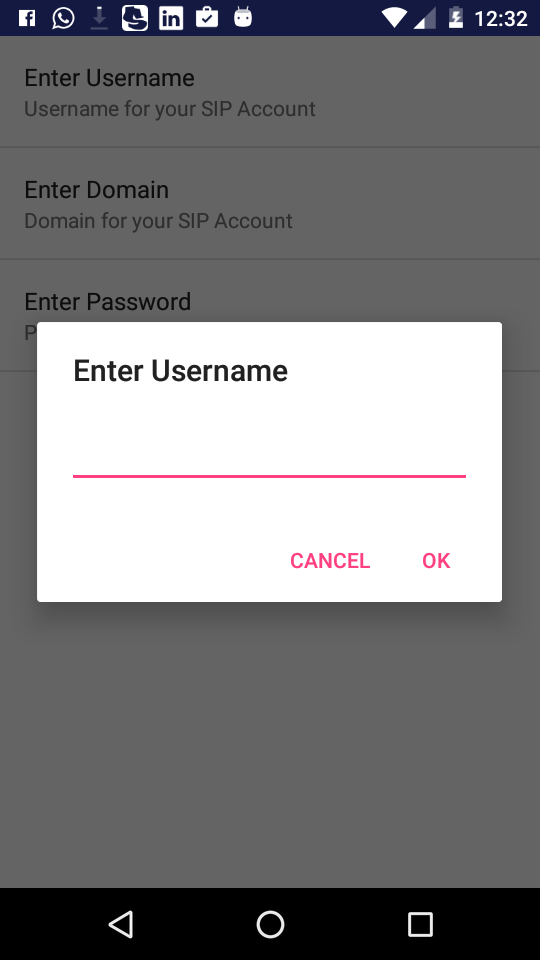 12:32
Enter Username
Username for your SIP Account
Enter Domain
Domain for your SIP Account
Enter Password
P
Enter Username
CANCEL OK